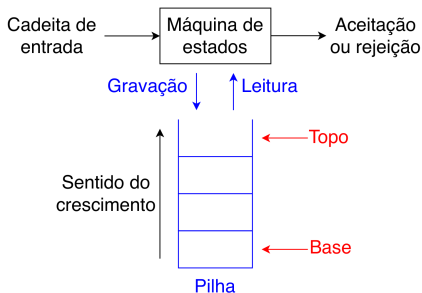 Cadeita de
entrada
Máquina de
estados
Aceitação
ou rejeição
Gravação
Leitura
Topo
Sentido do
crescimento
Base
Pilha